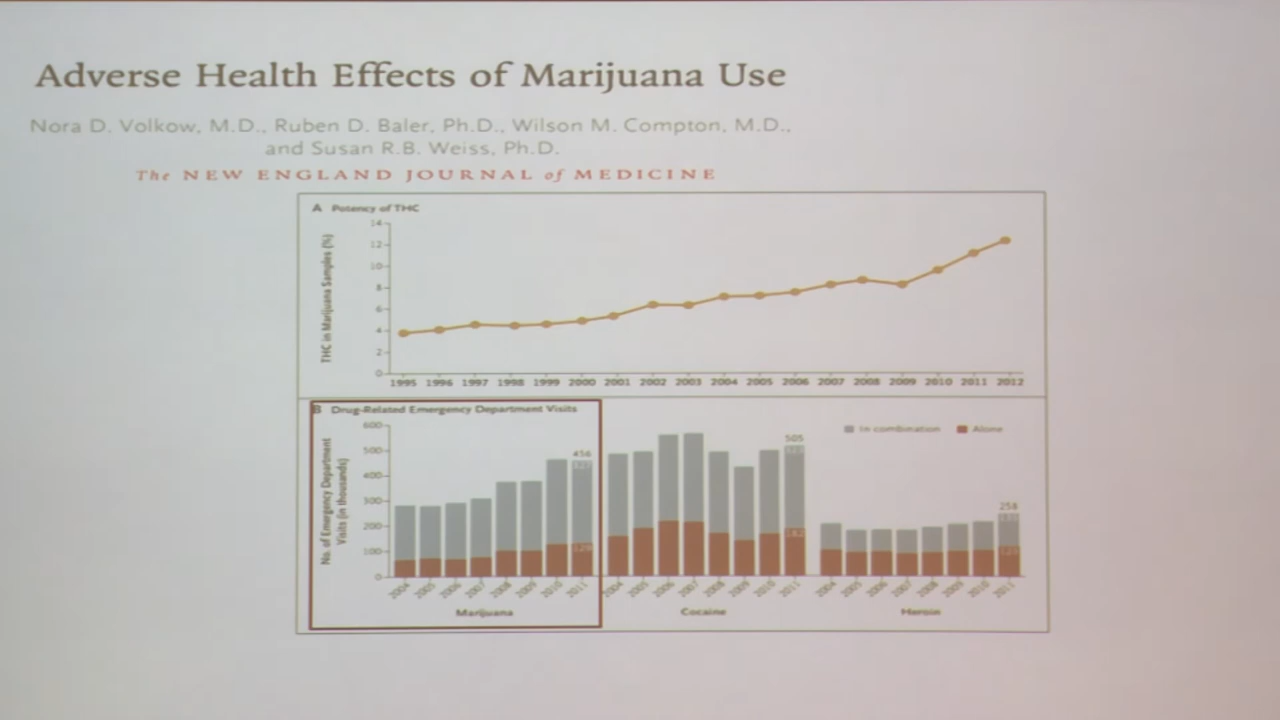 Adverse Health Effects of Marijuana Use
Nora D. Volkow, M.D., Ruben D. Baler, Ph.D., Wilson M. Compton, M.D.,
and Susan R.B. Weiss, Ph.D.
The NEW ENGLAND JOURNAL of MEDICINE
A Potency of THC
THC in Marijuana Samples (%)
14
12
10
8
6
4
2
0
1995 1996 1997 1998 1999 2000 2001 2002 2003 2004 2005 2006 2007 2008 2009 2010 2011 2012
B Drug-Related Emergency Department Visits
No. of Emergency Department
Visits (in thousands)
600
500
400
300
200
100
0
In combination Alone
456
505
258
129
182
2004 2005 2006 2007 2008 2009 2010 2011
2004 2005 2006 2007 2008 2009 2010 2011
2004 2005 2006 2007 2008 2009 2010 2011
Marijuana Cocaine Heroin